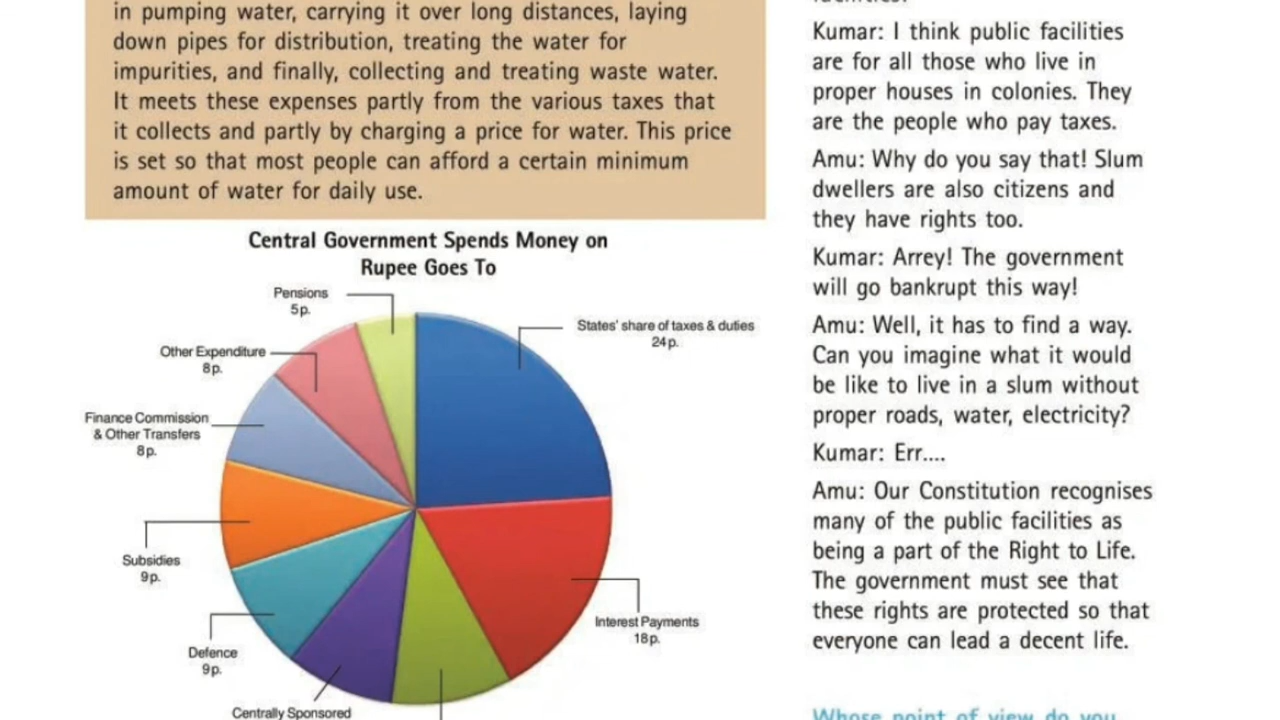 in pumping water, carrying it over long distances, laying
down pipes for distribution, treating the water for
impurities, and finally, collecting and treating waste water.
It meets these expenses partly from the various taxes that
it collects and partly by charging a price for water. This price
is set so that most people can afford a certain minimum
amount of water for daily use.
Central Government Spends Money on
Rupee Goes To
Pensions
5p.
States' share of taxes & duties
24p.
Other Expenditure
8p.
Finance Commission
& Other Transfers
8p.
Subsidies
9p.
Interest Payments
18p.
Defence
9p.
Centrally Sponsored
Kumar: I think public facilities
are for all those who live in
proper houses in colonies. They
are the people who pay taxes.
Amu: Why do you say that! Slum
dwellers are also citizens and
they have rights too.
Kumar: Arrey! The government
will go bankrupt this way!
Amu: Well, it has to find a way.
Can you imagine what it would
be like to live in a slum without
proper roads, water, electricity?
Kumar: Err....
Amu: Our Constitution recognises
many of the public facilities as
being a part of the Right to Life.
The government must see that
these rights are protected so that
everyone can lead a decent life.
Whose point of view do you